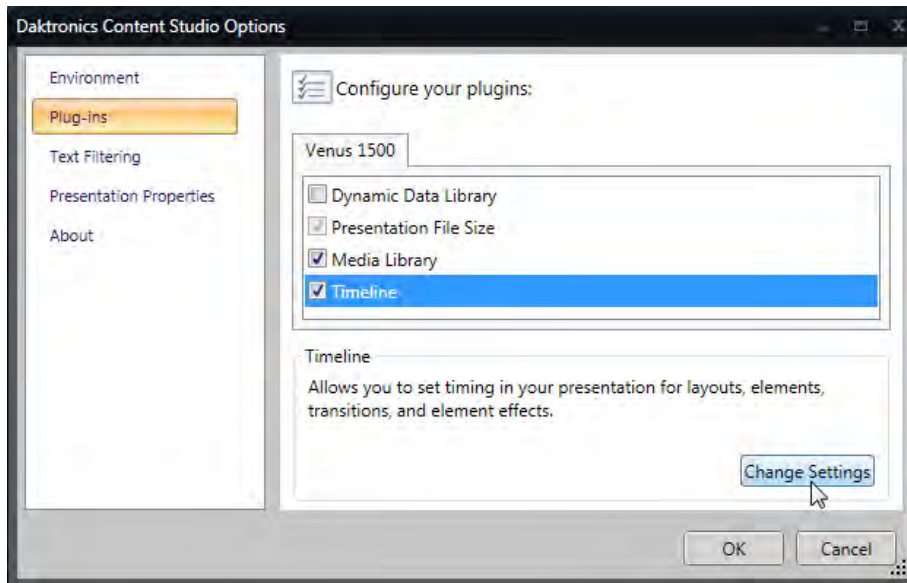 Daktronics Content Studio Options
Environment
Plug-ins
Text Filtering
Presentation Properties
About
Configure your plugins:
Venus 1500
Dynamic Data Library
Presentation File Size
Media Library
Timeline
Timeline
Allows you to set timing in your presentation for layouts, elements,
transitions, and element effects.
Change Settings
OK
Cancel